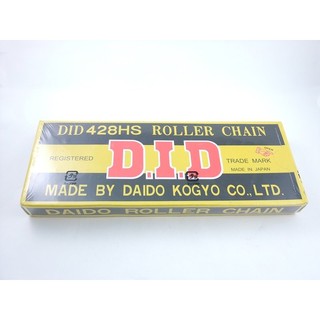 DID 428HS ROLLER CHAIN
REGISTERED
D.I.D
TRADE MARK
MADE IN JAPAN
MADE BY DAIDO KOGYO CO.,LTD.
DAIDO ROLLER CHAIN